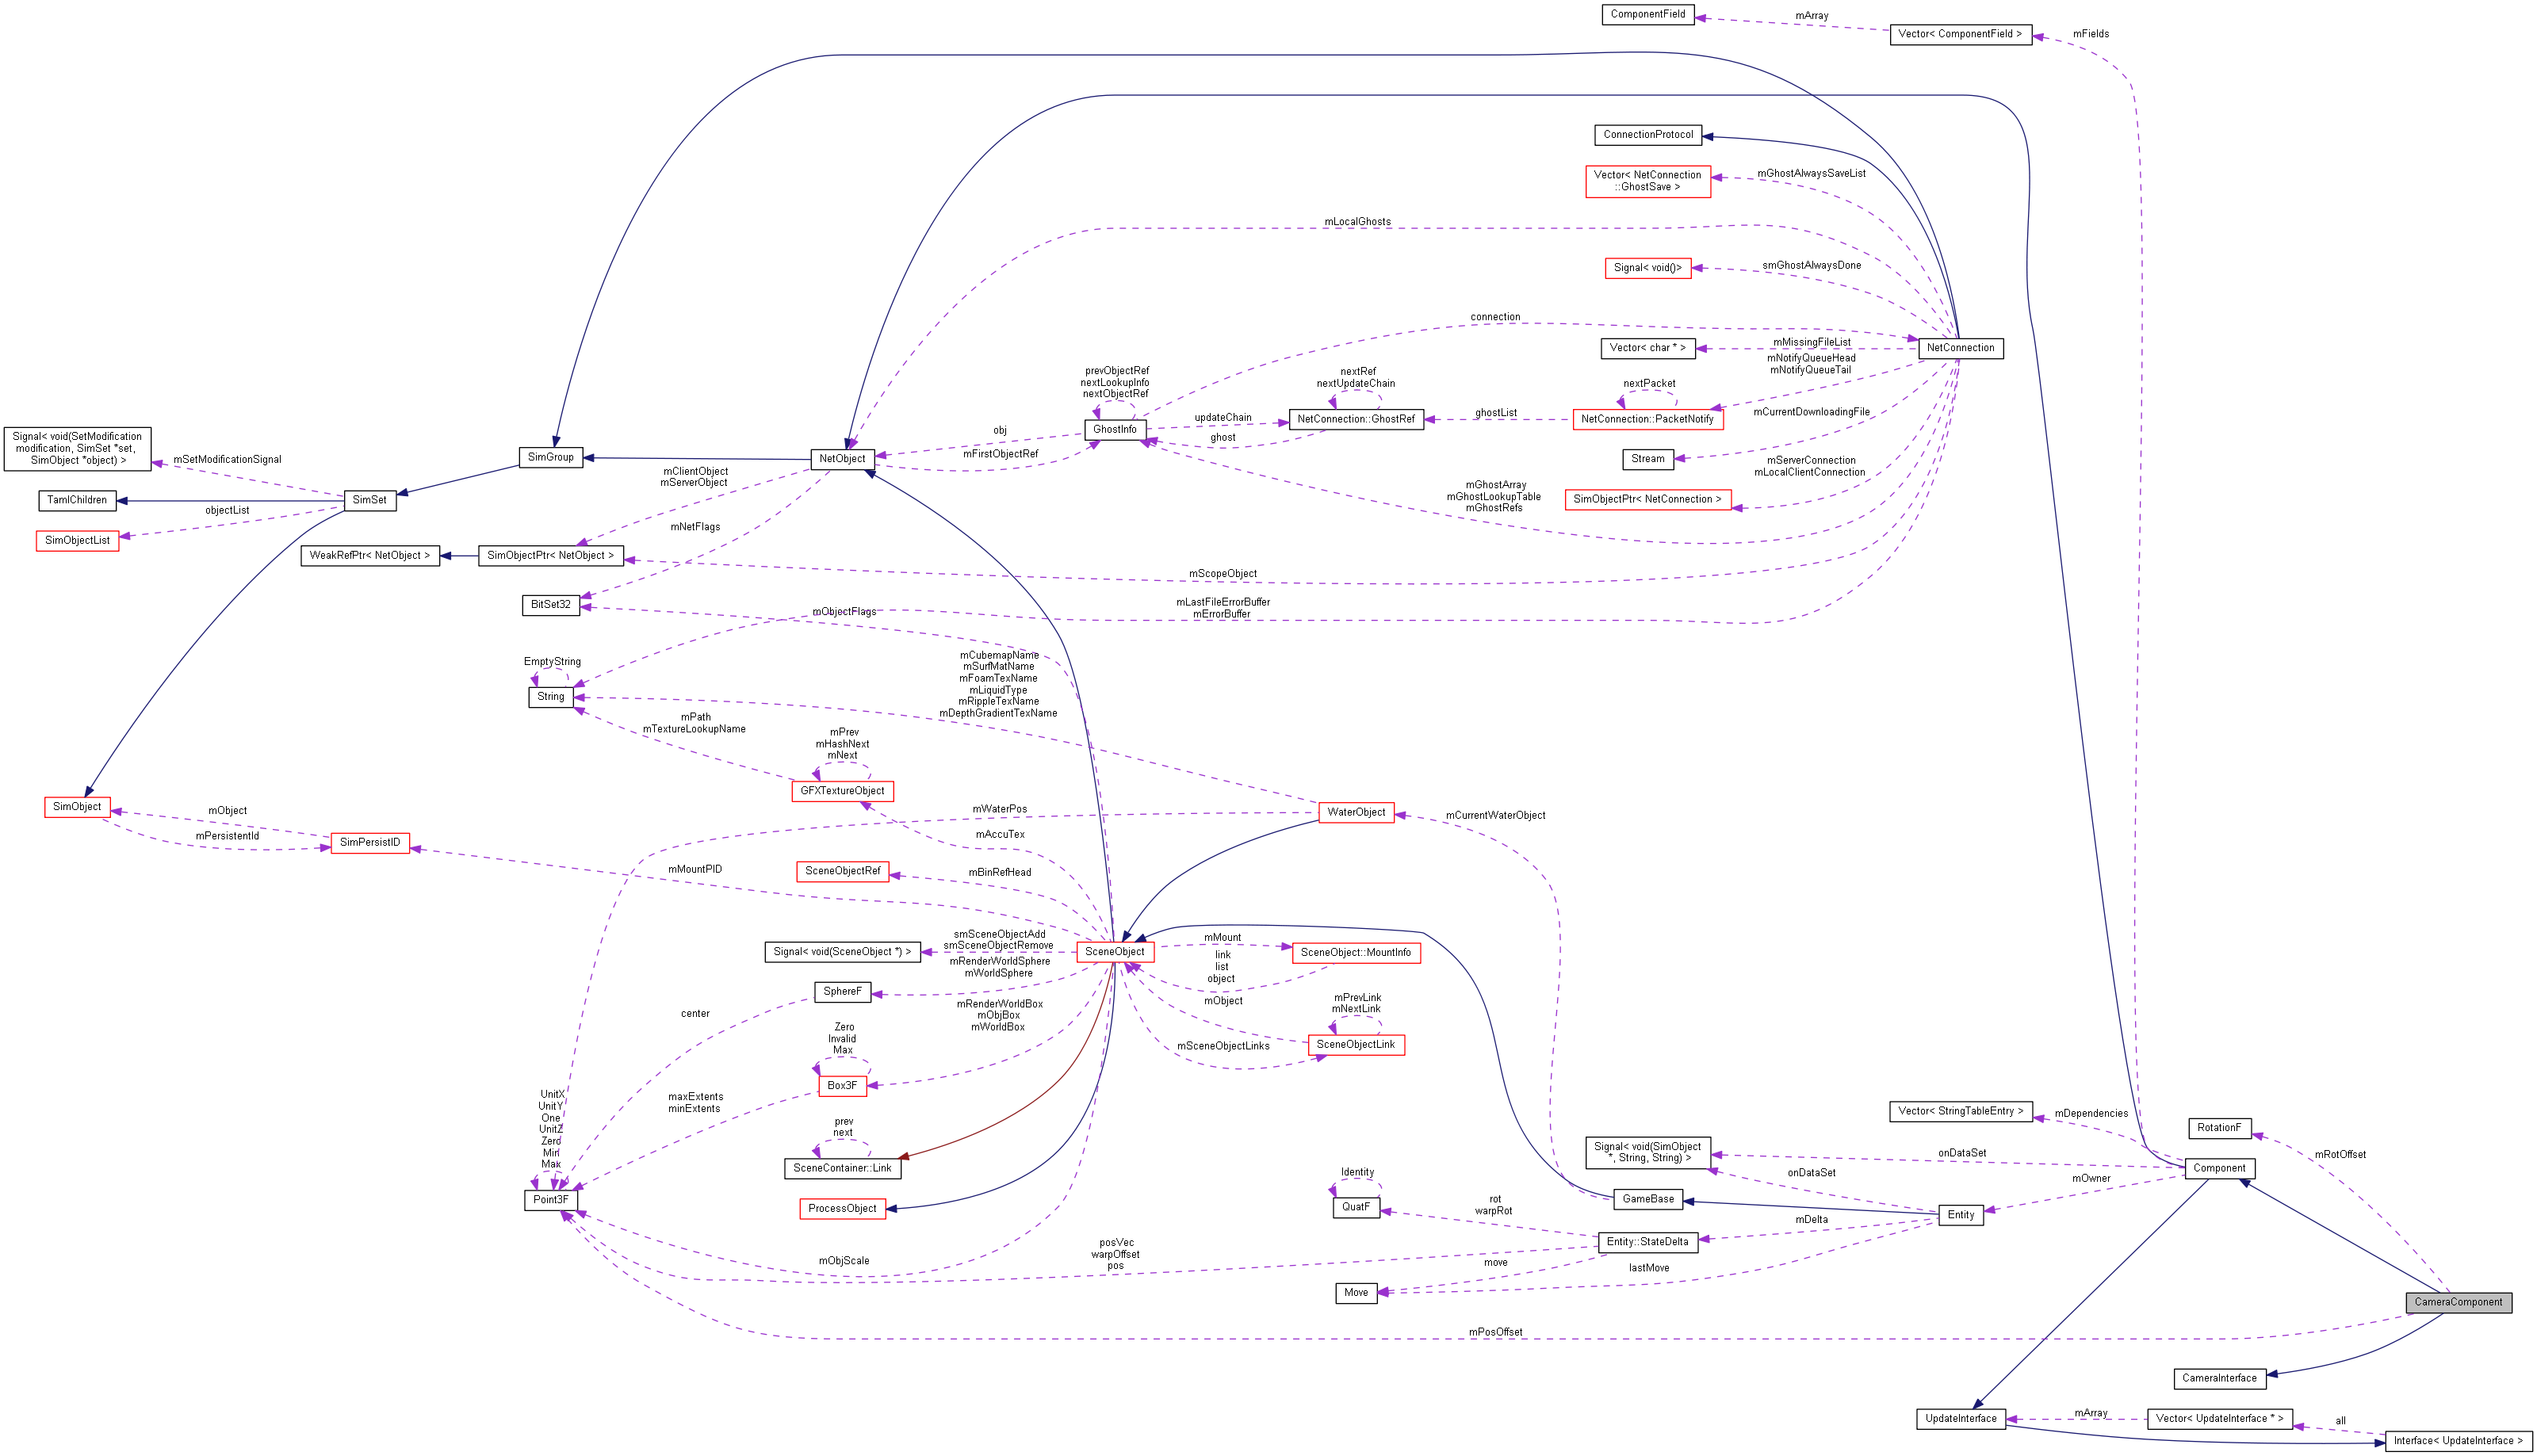 ComponentField
mArray
Vector< ComponentField >
mFields
ConnectionProtocol
Vector< NetConnection
::GhostSave >
mGhostAlwaysSaveList
mLocalGhosts
Signal< void()>
smGhostAlwaysDone
connection
Vector< char * >
mMissingFileList
NetConnection
mNotifyQueueHead
mNotifyQueueTail
prevObjectRef
nextLookupInfo
nextObjectRef
nextRef
nextUpdateChain
nextPacket
mCurrentDownloadingFile
GhostInfo
updateChain
NetConnection::GhostRef
ghostList
NetConnection::PacketNotify
obj
ghost
mFirstObjectRef
Signal< void(SetModification
modification, SimSet *set,
SimObject *object) >
mSetModificationSignal
SimGroup
NetObject
Stream
mServerConnection
mLocalClientConnection
mClientObject
mServerObject
mGhostArray
mGhostLookupTable
mGhostRefs
SimObjectPtr< NetConnection >
TamlChildren
SimSet
objectList
SimObjectList
mNetFlags
WeakRefPtr< NetObject >
SimObjectPtr< NetObject >
mScopeObject
BitSet32
mObjectFlags
mLastFileErrorBuffer
mErrorBuffer
EmptyString
String
mCubemapName
mSurfMatName
mFoamTexName
mLiquidType
mRippleTexName
mDepthGradientTexName
mPath
mTextureLookupName
mPrev
mHashNext
mNext
GFXTextureObject
SimObject
mObject
mPersistentId
SimPersistID
mWaterPos
mAccuTex
WaterObject
mCurrentWaterObject
mMountPID
SceneObjectRef
mBinRefHead
Signal< void(SceneObject *) >
smSceneObjectAdd
smSceneObjectRemove
SceneObject
mMount
SceneObject::MountInfo
link
list
object
mRenderWorldSphere
mWorldSphere
SphereF
center
mRenderWorldBox
mObjBox
mWorldBox
mObject
mPrevLink
mNextLink
mSceneObjectLinks
SceneObjectLink
Zero
Invalid
Max
Box3F
maxExtents
minExtents
UnitX
UnitY
One
UnitZ
Zero
Min
Max
Point3F
prev
next
SceneContainer::Link
ProcessObject
mObjScale
posVec
warpOffset
pos
Identity
QuatF
rot
warpRot
Vector< StringTableEntry >
mDependencies
RotationF
Signal< void(SimObject
*, String, String) >
onDataSet
onDataSet
Component
mRotOffset
mOwner
GameBase
Entity
mDelta
Entity::StateDelta
move
lastMove
Move
CameraComponent
mPosOffset
CameraInterface
UpdateInterface
mArray
Vector< UpdateInterface * >
all
Interface< UpdateInterface >